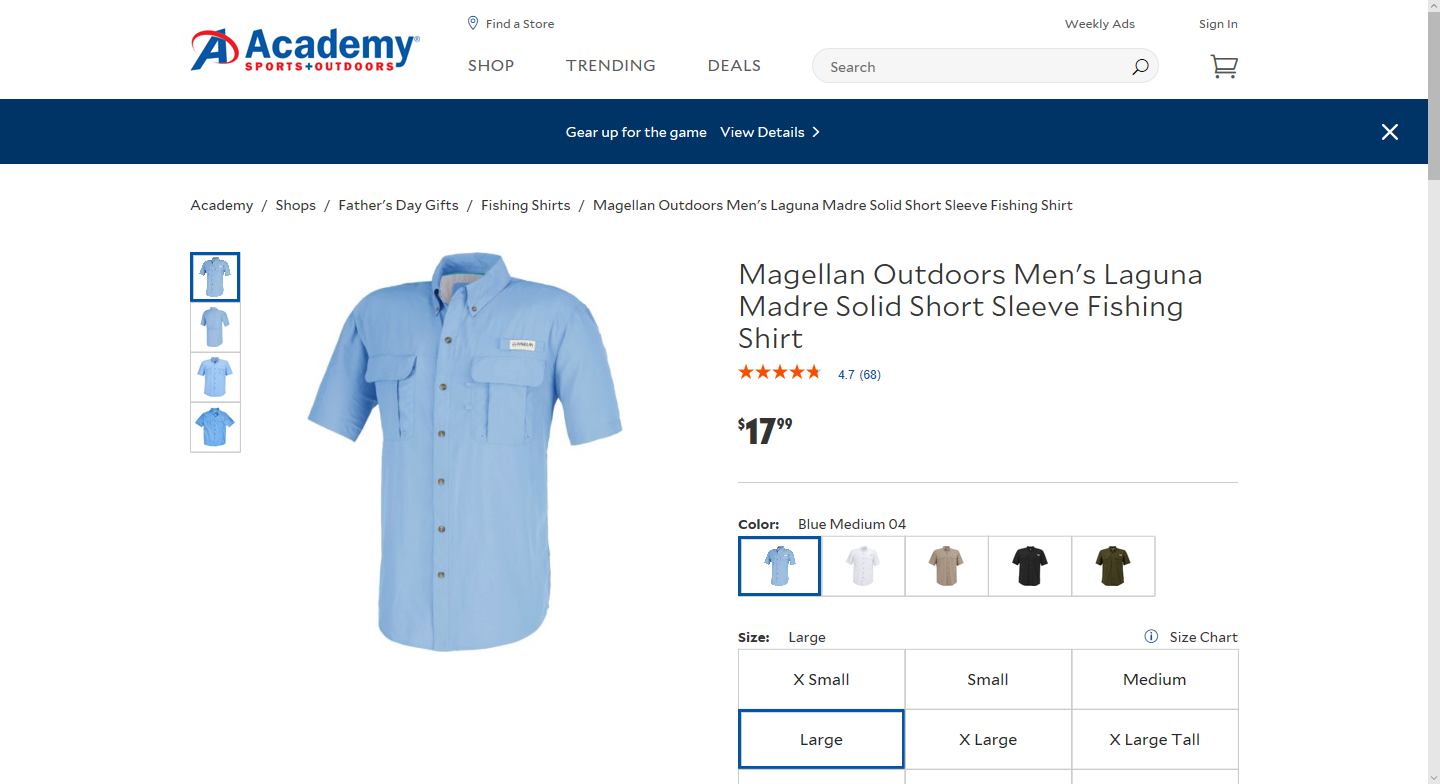 Find a Store
Weekly Ads
Sign In
Academy
SPORTS+OUTDOORS
SHOP
TRENDING
DEALS
Search
Gear up for the game View Details
Academy / Shops / Father's Day Gifts / Fishing Shirts / Magellan Outdoors Men's Laguna Madre Solid Short Sleeve Fishing Shirt
Magellan Outdoors Men's Laguna
Madre Solid Short Sleeve Fishing
Shirt
4.7 (68)
$17.99
Color: Blue Medium 04
Size: Large
Size Chart
X Small
Small
Medium
Large
X Large
X Large Tall